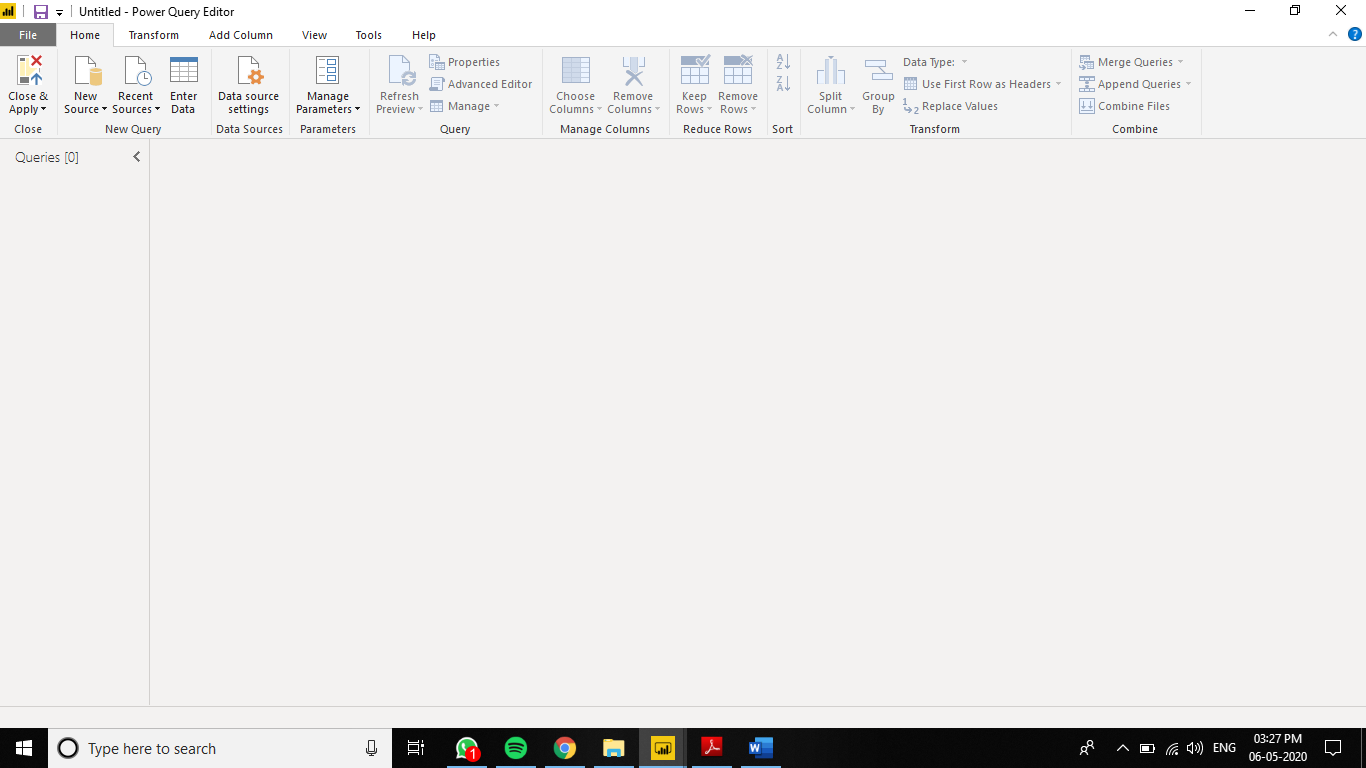 Untitled - Power Query Editor
File Home Transform Add Column View Tools Help
?
Close & Apply
Close
New Source
Recent Sources
Enter Data
New Query
Data source settings
Data Sources
Manage Parameters
Parameters
Refresh Preview
Properties
Advanced Editor
Manage
Query
Choose Columns
Remove Columns
Manage Columns
Keep Rows
Remove Rows
Reduce Rows
A
Z
Z
A
Sort
Split Column
Group By
Data Type:
Use First Row as Headers
1
2
Replace Values
Transform
Merge Queries
Append Queries
Combine Files
Combine
Queries [0]
Type here to search
1
W
ENG
03:27 PM
06-05-2020